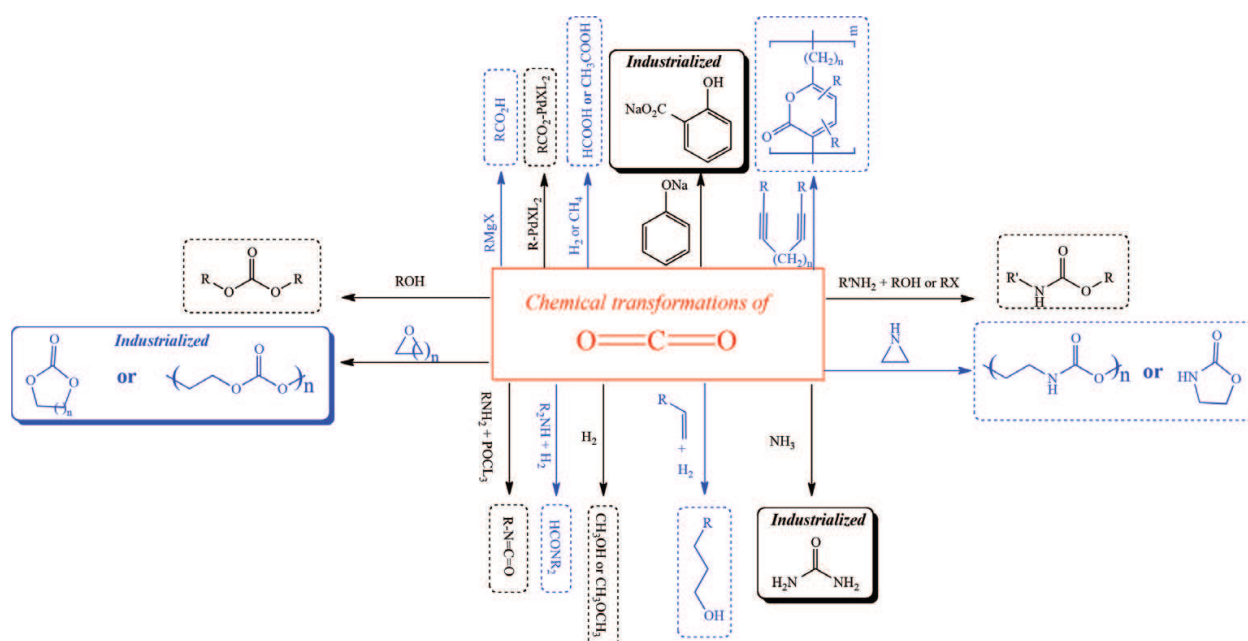 RCO₂H
RCO₂-PdXL₂
HCOOH or CH₃COOH
Industrialized
OH
NaO₂C
m
(CH₂)n
R
O
O
R
RMgX
R-PdXL₂
H₂ or CH₄
ONa
R R
(CH₂)n
O
R O O R
ROH
Chemical transformations of
O=C=O
R'NH₂ + ROH or RX
O
R' N H O R
Industrialized
O
O O
n
or
O
O O n
O
( )n
H
N
O
N H O n
or
O
HN O
RNH₂ + POCL₃
R₂NH + H₂
H₂
R
+
H₂
NH₃
R-N=C=O
HCONR₂
CH₃OH or CH₃OCH₃
R
OH
Industrialized
O
H₂N NH₂